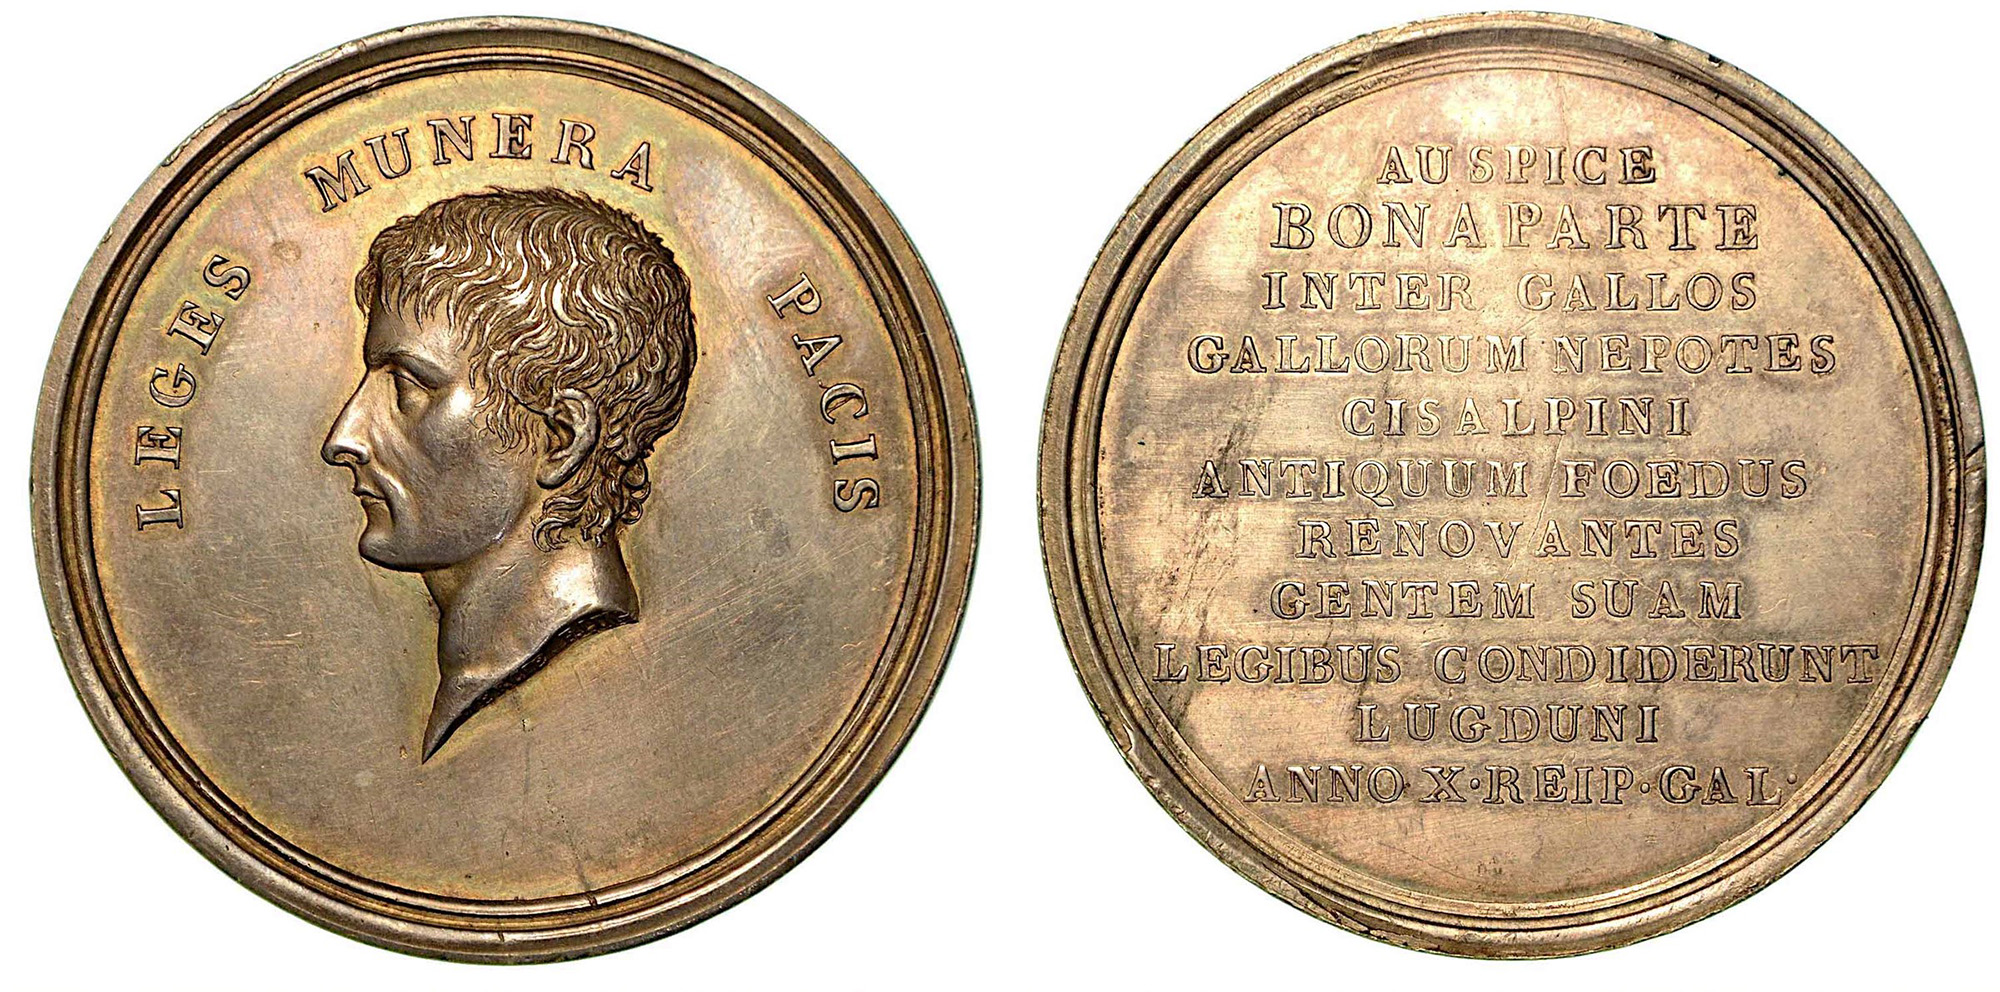 LEGES MUNERA PACIS
AUSPICE
BONAPARTE
INTER GALLOS
GALLORUM NEPOTES
CISALPINI
ANTIQUUM FOEDUS
RENOVANTES
GENTEM SUAM
LEGIBUS CONDIDERUNT
LUGDUNI
ANNO·X·REIP·GAL·